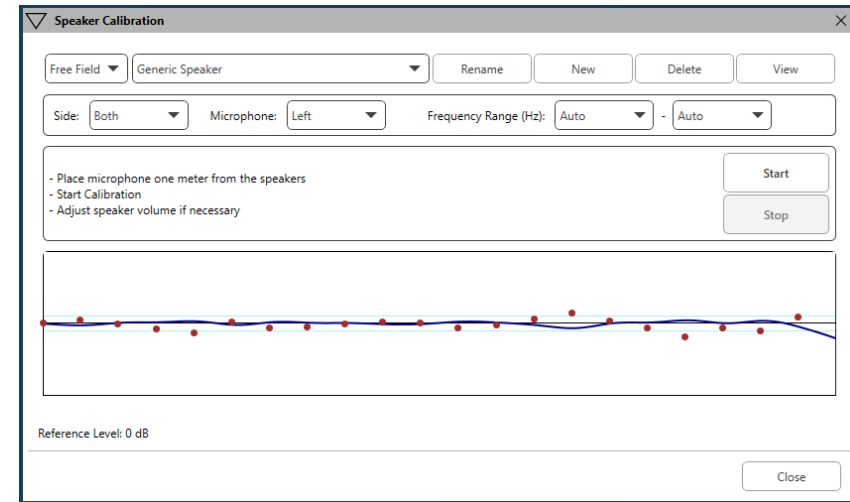 Speaker Calibration
Free Field Generic Speaker Rename New Delete View
Side: Both Microphone: Left Frequency Range (Hz): Auto - Auto
- Place microphone one meter from the speakers
- Start Calibration
- Adjust speaker volume if necessary
Start
Stop
Reference Level: 0 dB
Close